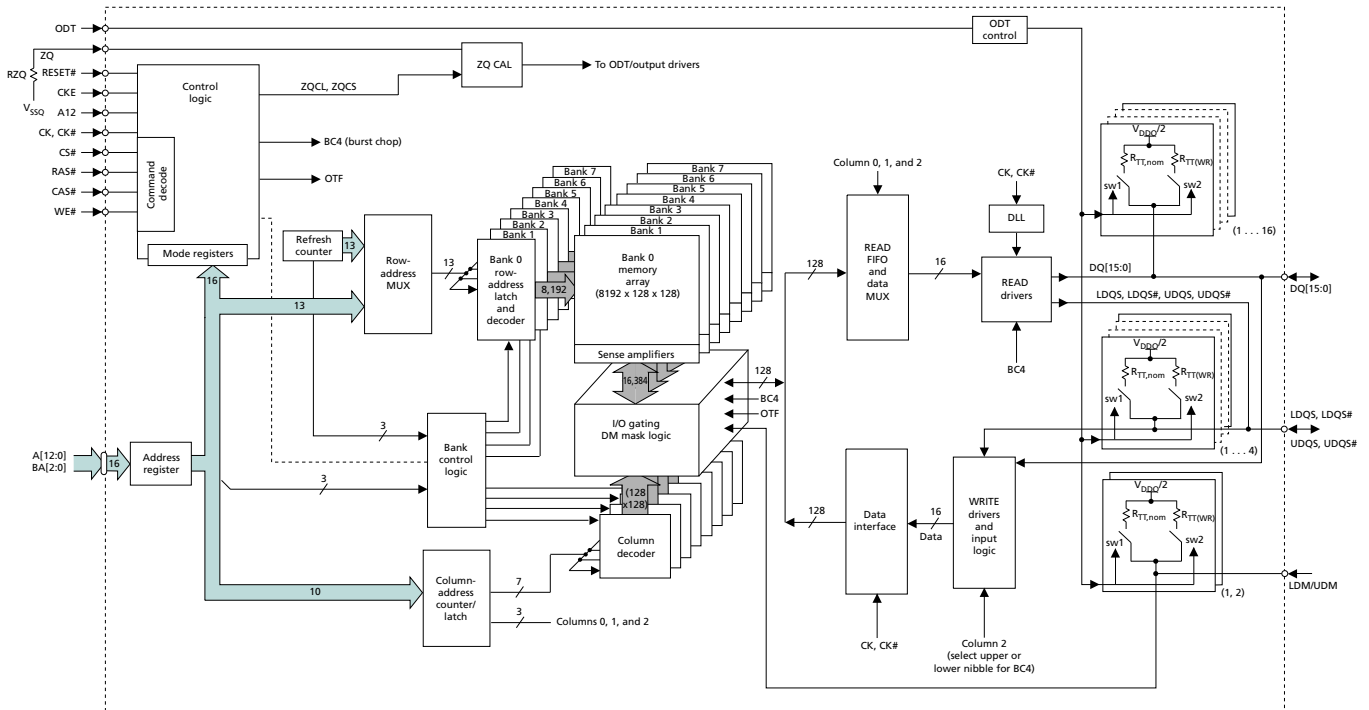 ODT
ODT
control
ZQ
RZQ
VSSQ
RESET#
CKE
A12
CK, CK#
CS#
RAS#
CAS#
WE#
Control
logic
Command
decode
Mode registers
ZQCL, ZQCS
ZQ CAL
To ODT/output drivers
BC4 (burst chop)
OTF
Refresh
counter
13
16
13
Row-
address
MUX
13
Bank 7
Bank 6
Bank 5
Bank 4
Bank 3
Bank 2
Bank 1
Bank 0
row-
address
latch
and
decoder
8,192
Bank 7
Bank 6
Bank 5
Bank 4
Bank 3
Bank 2
Bank 1
Bank 0
memory
array
(8192 x 128 x 128)
Sense amplifiers
16,384
I/O gating
DM mask logic
128
BC4
OTF
(128
x128)
Column
decoder
3
3
Bank
control
logic
A[12:0]
BA[2:0]
16
Address
register
10
Column-
address
counter/
latch
7
3
Columns 0, 1, and 2
Column 0, 1, and 2
128
READ
FIFO
and
data
MUX
16
CK, CK#
DLL
READ
drivers
BC4
DQ[15:0]
LDQS, LDQS#, UDQS, UDQS#
128
Data
interface
16
Data
WRITE
drivers
and
input
logic
CK, CK#
Column 2
(select upper or
lower nibble for BC4)
VDDQ/2
RTT,nom
RTT(WR)
sw1
sw2
(1 . . . 16)
DQ[15:0]
VDDQ/2
RTT,nom
RTT(WR)
sw1
sw2
(1 . . . 4)
LDQS, LDQS#
UDQS, UDQS#
VDDQ/2
RTT,nom
RTT(WR)
sw1
sw2
(1, 2)
LDM/UDM